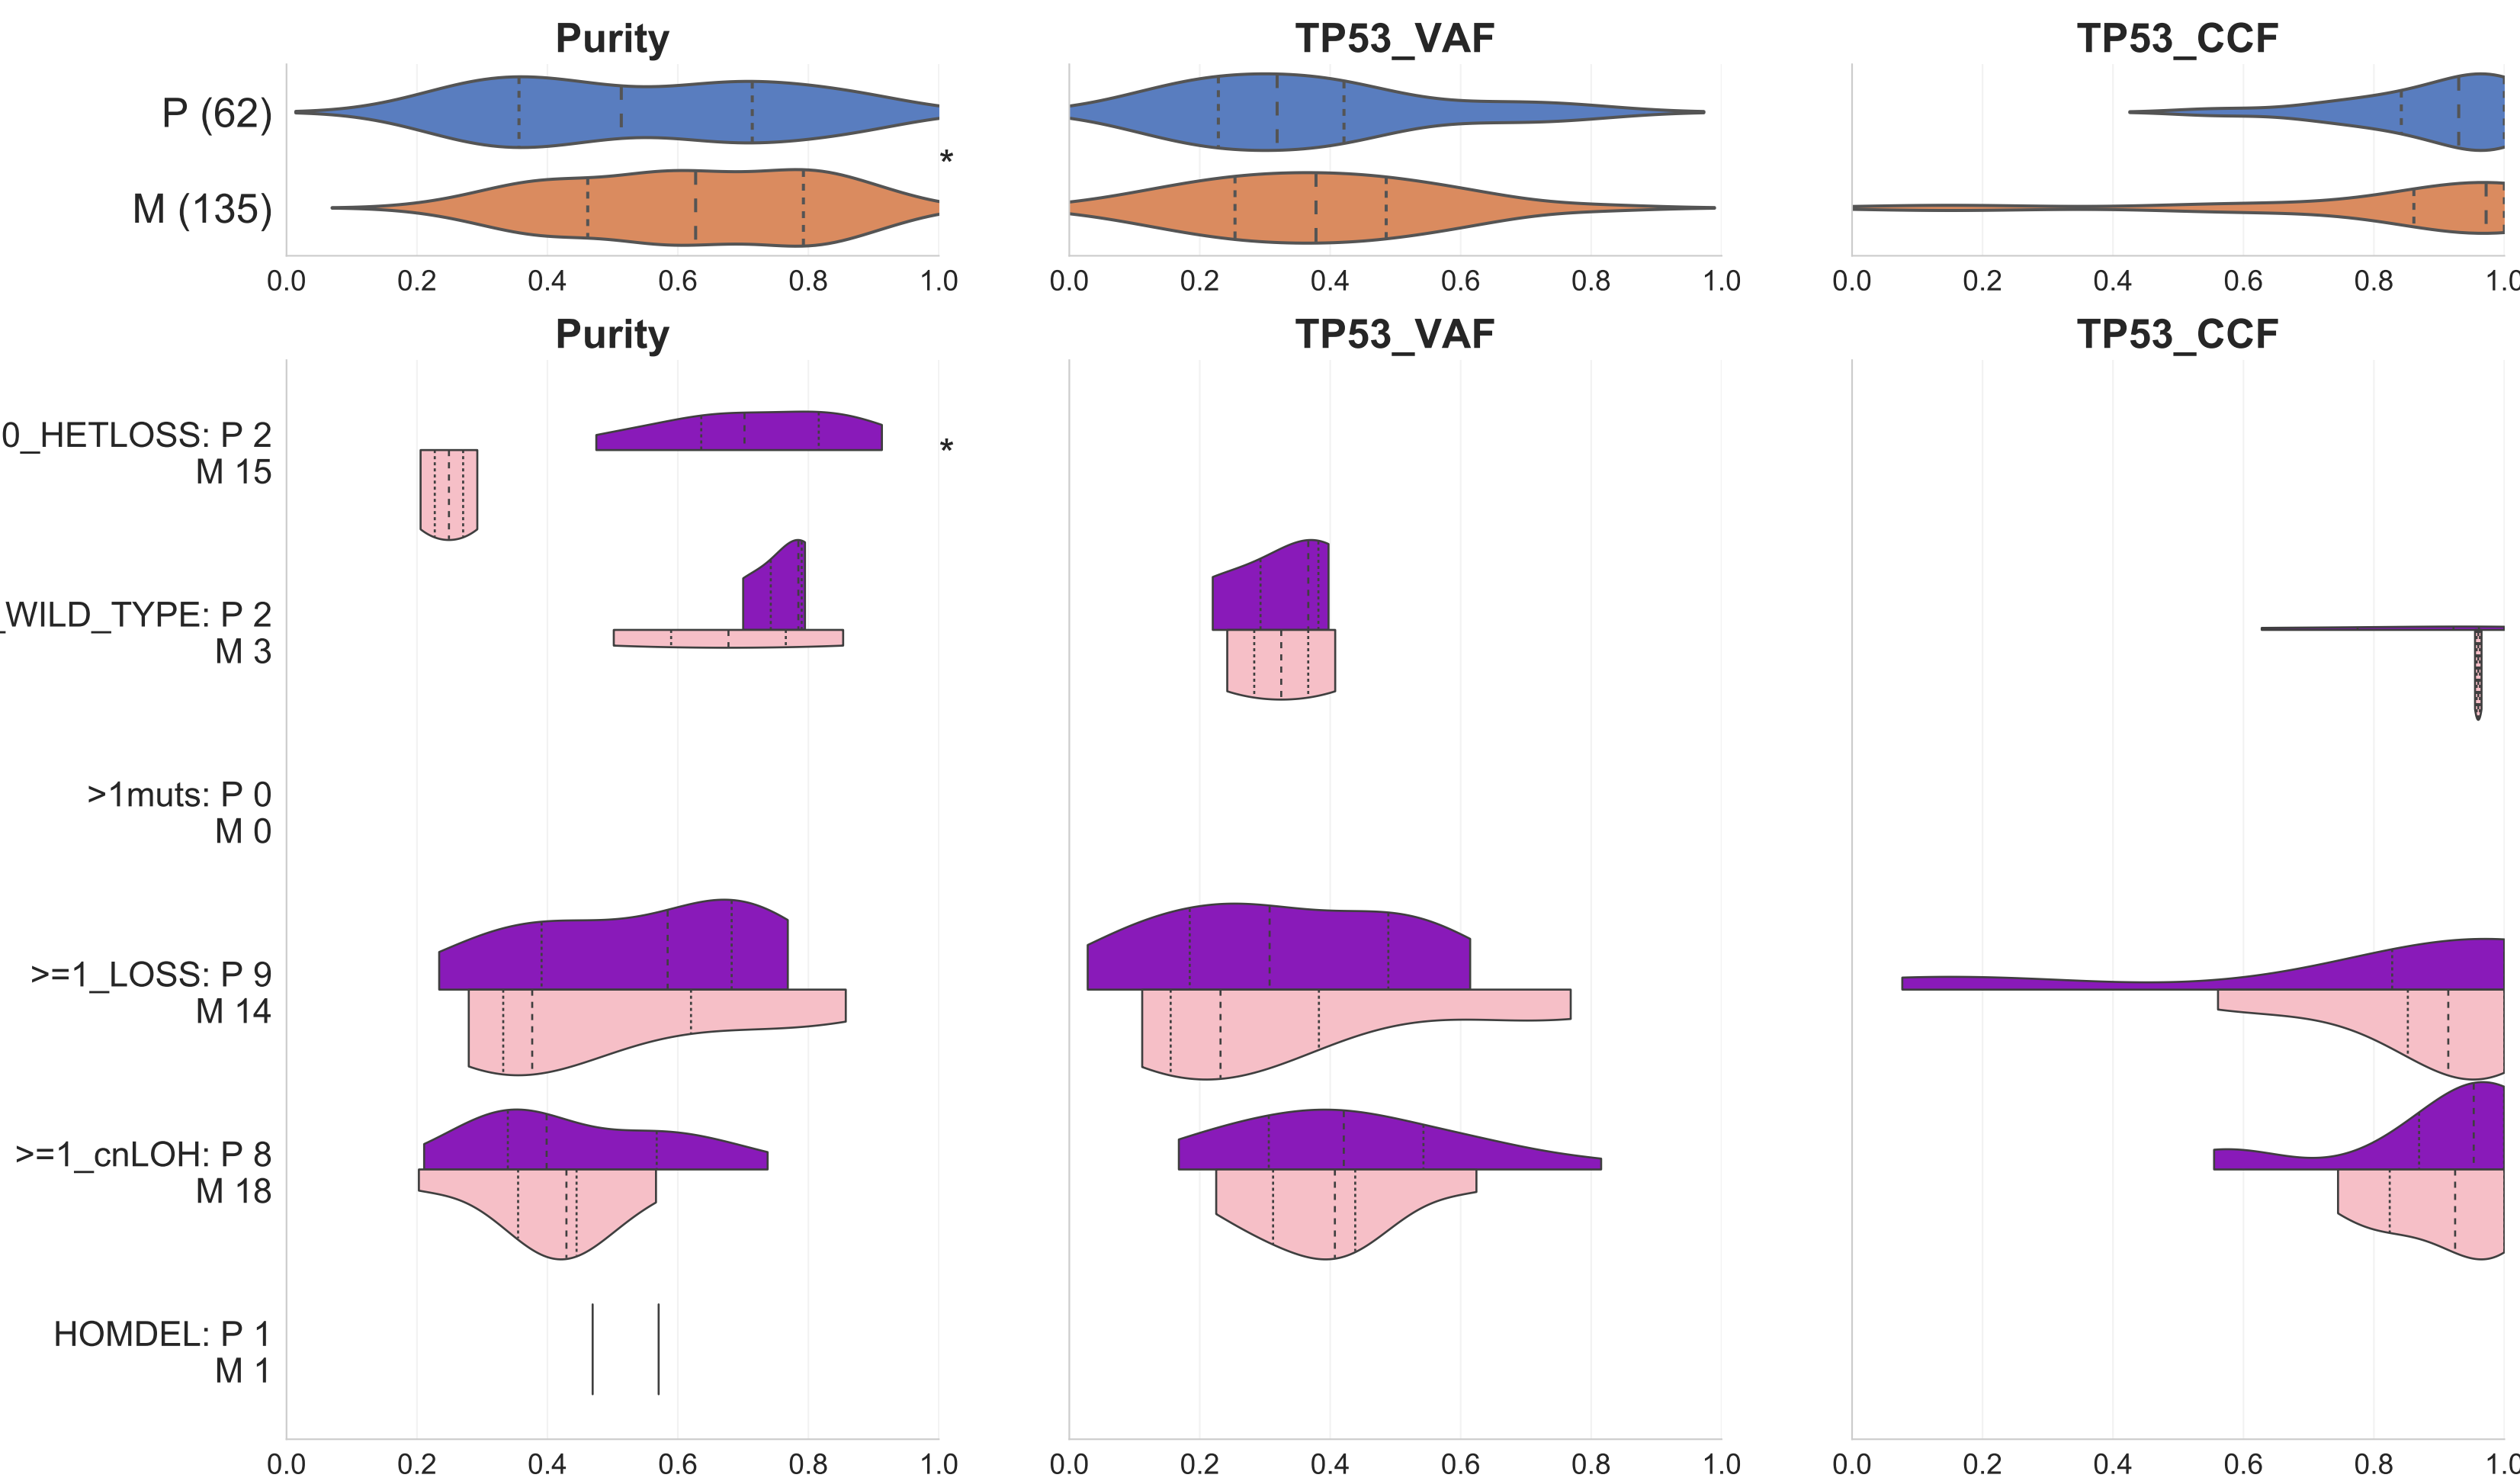 Purity TP53_VAF TP53_CCF
P (62)
*
M (135)
0.0 0.2 0.4 0.6 0.8 1.0 0.0 0.2 0.4 0.6 0.8 1.0 0.0 0.2 0.4 0.6 0.8 1.0
Purity TP53_VAF TP53_CCF
0_HETLOSS: P 2
*
M 15
_WILD_TYPE: P 2
M 3
>1muts: P 0
M 0
>=1_LOSS: P 9
M 14
>=1_cnLOH: P 8
M 18
HOMDEL: P 1
M 1
0.0 0.2 0.4 0.6 0.8 1.0 0.0 0.2 0.4 0.6 0.8 1.0 0.0 0.2 0.4 0.6 0.8 1.0